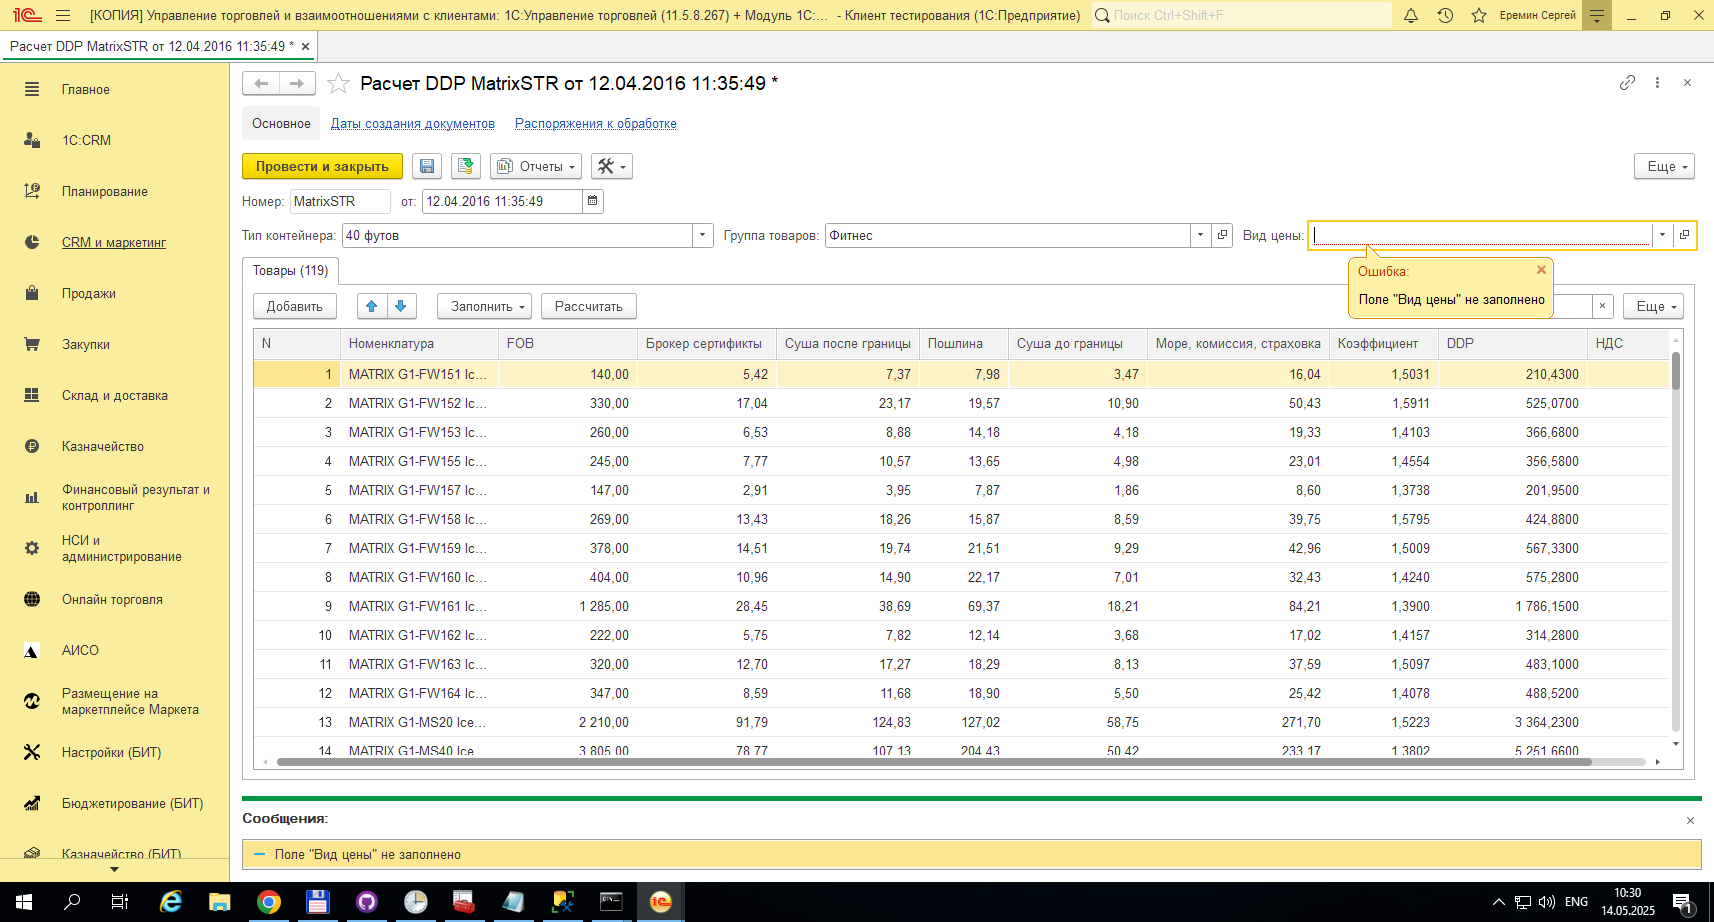 [КОПИЯ] Управление торговлей и взаимоотношениями с клиентами: 1С:Управление торговлей (11.5.8.267) + Модуль 1С:... - Клиент тестирования (1С:Предприятие)
Поиск Ctrl+Shift+F
Еремин Сергей
Расчет DDP MatrixSTR от 12.04.2016 11:35:49 *
Главное
1С:CRM
Планирование
CRM и маркетинг
Продажи
Закупки
Склад и доставка
Казначейство
Финансовый результат и
контроллинг
НСИ и
администрирование
Онлайн торговля
АИСО
Размещение на
маркетплейсе Маркета
Настройки (БИТ)
Бюджетирование (БИТ)
Казначейство (БИТ)
Расчет DDP MatrixSTR от 12.04.2016 11:35:49 *
Основное Даты создания документов Распоряжения к обработке
Провести и закрыть Отчеты Еще
Номер: MatrixSTR от: 12.04.2016 11:35:49
Тип контейнера: 40 футов Группа товаров: Фитнес Вид цены:
Ошибка:
Поле "Вид цены" не заполнено
Товары (119)
Добавить Заполнить Рассчитать Еще
N Номенклатура FOB Брокер сертификты Суша после границы Пошлина Суша до границы Море, комиссия, страховка Коэффициент DDP НДС
1 MATRIX G1-FW151 Ic... 140,00 5,42 7,37 7,98 3,47 16,04 1,5031 210,4300
2 MATRIX G1-FW152 Ic... 330,00 17,04 23,17 19,57 10,90 50,43 1,5911 525,0700
3 MATRIX G1-FW153 Ic... 260,00 6,53 8,88 14,18 4,18 19,33 1,4103 366,6800
4 MATRIX G1-FW155 Ic... 245,00 7,77 10,57 13,65 4,98 23,01 1,4554 356,5800
5 MATRIX G1-FW157 Ic... 147,00 2,91 3,95 7,87 1,86 8,60 1,3738 201,9500
6 MATRIX G1-FW158 Ic... 269,00 13,43 18,26 15,87 8,59 39,75 1,5795 424,8800
7 MATRIX G1-FW159 Ic... 378,00 14,51 19,74 21,51 9,29 42,96 1,5009 567,3300
8 MATRIX G1-FW160 Ic... 404,00 10,96 14,90 22,17 7,01 32,43 1,4240 575,2800
9 MATRIX G1-FW161 Ic... 1 285,00 28,45 38,69 69,37 18,21 84,21 1,3900 1 786,1500
10 MATRIX G1-FW162 Ic... 222,00 5,75 7,82 12,14 3,68 17,02 1,4157 314,2800
11 MATRIX G1-FW163 Ic... 320,00 12,70 17,27 18,29 8,13 37,59 1,5097 483,1000
12 MATRIX G1-FW164 Ic... 347,00 8,59 11,68 18,90 5,50 25,42 1,4078 488,5200
13 MATRIX G1-MS20 Ice... 2 210,00 91,79 124,83 127,02 58,75 271,70 1,5223 3 364,2300
14 MATRIX G1-MS40 Ice 3 805,00 78,77 107,13 204,43 50,42 233,17 1,3802 5 251,6600
Сообщения:
Поле "Вид цены" не заполнено
ENG
10:30
14.05.2025
1